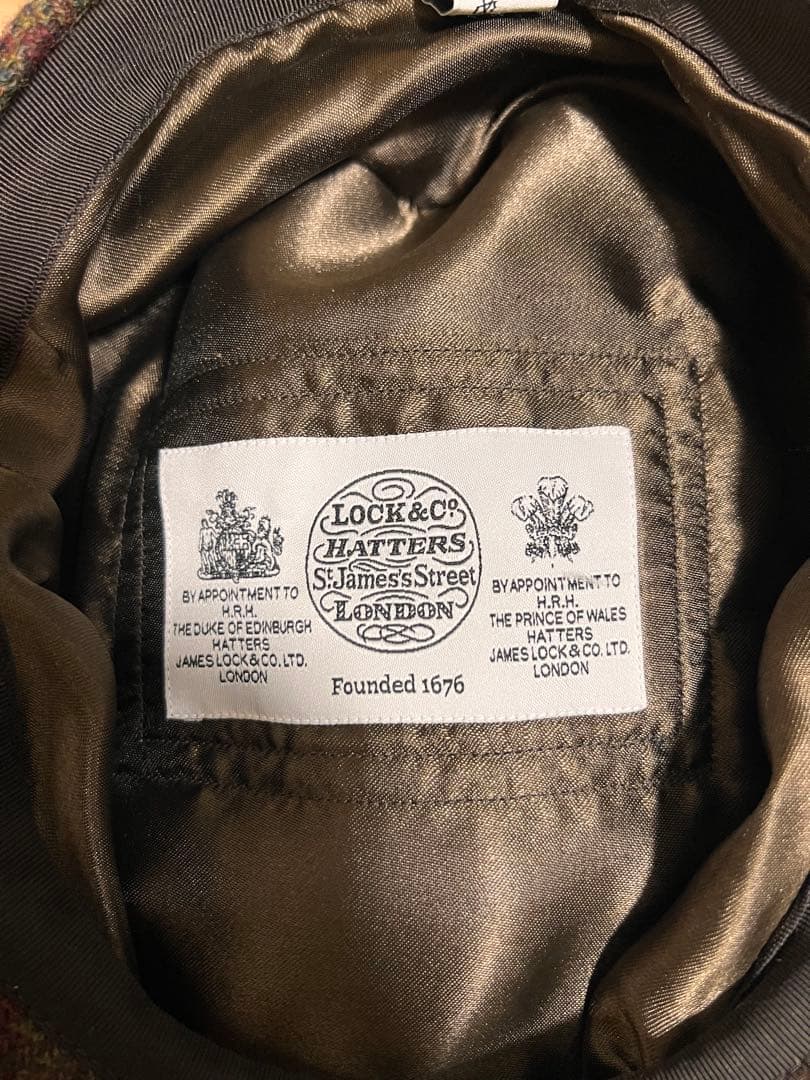 BY APPOINTMENT TO
H.R.H.
THE DUKE OF EDINBURGH
HATTERS
JAMES LOCK & CO. LTD.
LONDON
LOCK & Co.
HATTERS
St. James's Street
LONDON
Founded 1676
BY APPOINTMENT TO
H.R.H.
THE PRINCE OF WALES
HATTERS
JAMES LOCK & CO. LTD.
LONDON